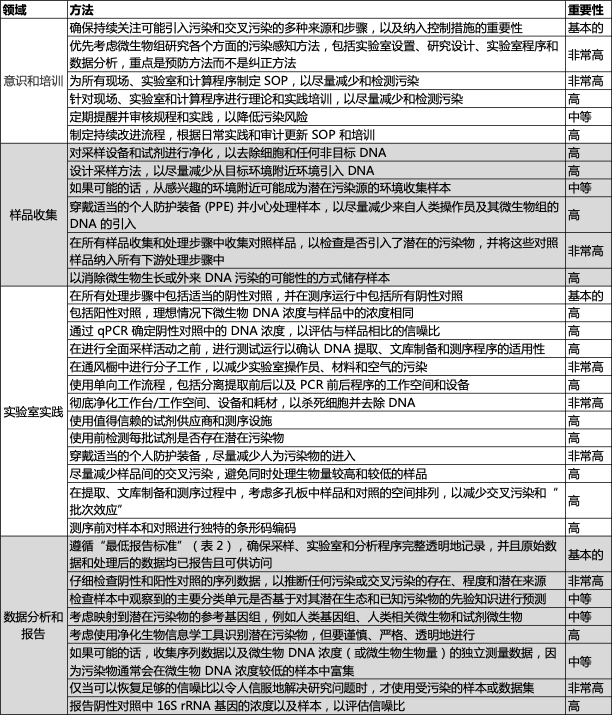 领域 方法 重要性
意识和培训
确保持续关注可能引入污染和交叉污染的多种来源和步骤，以及纳入控制措施的重要性 基本的
优先考虑微生物组研究各个方面的污染感知方法，包括实验室设置、研究设计、实验室程序和
数据分析，重点是预防方法而不是纠正方法 非常高
为所有现场、实验室和计算程序制定 SOP，以尽量减少和检测污染 非常高
针对现场、实验室和计算程序进行理论和实践培训，以尽量减少和检测污染 高
定期提醒并审核规程和实践，以降低污染风险 中等
制定持续改进流程，根据日常实践和审计更新 SOP 和培训 高
样品收集
对采样设备和试剂进行净化，以去除细胞和任何非目标 DNA 高
设计采样方法，以尽量减少从目标环境附近环境引入 DNA 高
如果可能的话，从感兴趣的环境附近可能成为潜在污染源的环境收集样本 中等
穿戴适当的个人防护装备 (PPE) 并小心处理样本，以尽量减少来自人类操作员及其微生物组的
DNA 的引入 高
在所有样品收集和处理步骤中收集对照样品，以检查是否引入了潜在的污染物，并将这些对照
样品纳入所有下游处理步骤中 非常高
以消除微生物生长或外来 DNA 污染的可能性的方式储存样本 高
实验室实践
在所有处理步骤中包括适当的阴性对照，并在测序运行中包括所有阴性对照 基本的
包括阳性对照，理想情况下微生物 DNA 浓度与样品中的浓度相同 高
通过 qPCR 确定阴性对照中的 DNA 浓度，以评估与样品相比的信噪比 高
在进行全面采样活动之前，进行测试运行以确认 DNA 提取、文库制备和测序程序的适用性 高
在通风橱中进行分子工作，以减少实验室操作员、材料和空气的污染 非常高
使用单向工作流程，包括分离提取前后以及 PCR 前后程序的工作空间和设备 高
彻底净化工作台/工作空间、设备和耗材，以杀死细胞并去除 DNA 非常高
使用值得信赖的试剂供应商和测序设施 高
使用前检测每批试剂是否存在潜在污染物 高
穿戴适当的个人防护装备，尽量减少人为污染物的进入 非常高
尽量减少样品间的交叉污染，避免同时处理生物量较高和较低的样品 高
在提取、文库制备和测序过程中，考虑多孔板中样品和对照的空间排列，以减少交叉污染和“
批次效应” 高
测序前对样本和对照进行独特的条形码编码 高
数据分析和
报告
遵循“最低报告标准”（表 2），确保采样、实验室和分析程序完整透明地记录，并且原始数
据和处理后的数据均已报告且可供访问 基本的
仔细检查阴性和阳性对照的序列数据，以推断任何污染或交叉污染的存在、程度和潜在来源 非常高
检查样本中观察到的主要分类单元是否基于对其潜在生态和已知污染物的先验知识进行预测 中等
考虑映射到潜在污染物的参考基因组，例如人类基因组、人类相关微生物和试剂微生物 中等
考虑使用净化生物信息学工具识别潜在污染物，但要谨慎、严格、透明地进行 高
如果可能的话，收集序列数据以及微生物 DNA 浓度（或微生物生物量）的独立测量数据，因
为污染物通常会在微生物 DNA 浓度较低的样本中富集 中等
仅当可以恢复足够的信噪比以令人信服地解决研究问题时，才使用受污染的样本或数据集 非常高
报告阴性对照中 16S rRNA 基因的浓度以及样本，以评估信噪比 高